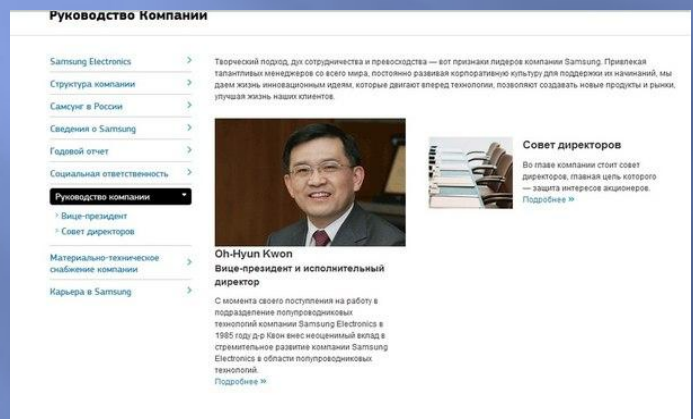 Руководство Компании
Samsung Electronics
Структура компании
Самсунг в России
Сведения о Samsung
Годовой отчет
Социальная ответственность
Руководство компании
Вице-президент
Совет директоров
Материально-техническое
снабжение компании
Карьера в Samsung
Творческий подход, дух сотрудничества и превосходства — вот признаки лидеров компании Samsung. Привлекая
талантливых менеджеров со всего мира, постоянно развивая корпоративную культуру для поддержки их начинаний, мы
даем жизнь инновационным идеям, которые двигают вперед технологии, позволяют создавать новые продукты и рынки,
улучшая жизнь наших клиентов.
Oh-Hyun Kwon
Вице-президент и исполнительный
директор
С момента своего поступления на работу в
подразделение полупроводниковых
технологий компании Samsung Electronics в
1985 году д-р Квон внес неоценимый вклад в
стремительное развитие компании Samsung
Electronics в области полупроводниковых
технологий.
Подробнее »
Совет директоров
Во главе компании стоит совет
директоров, главная цель которого
— защита интересов акционеров.
Подробнее »